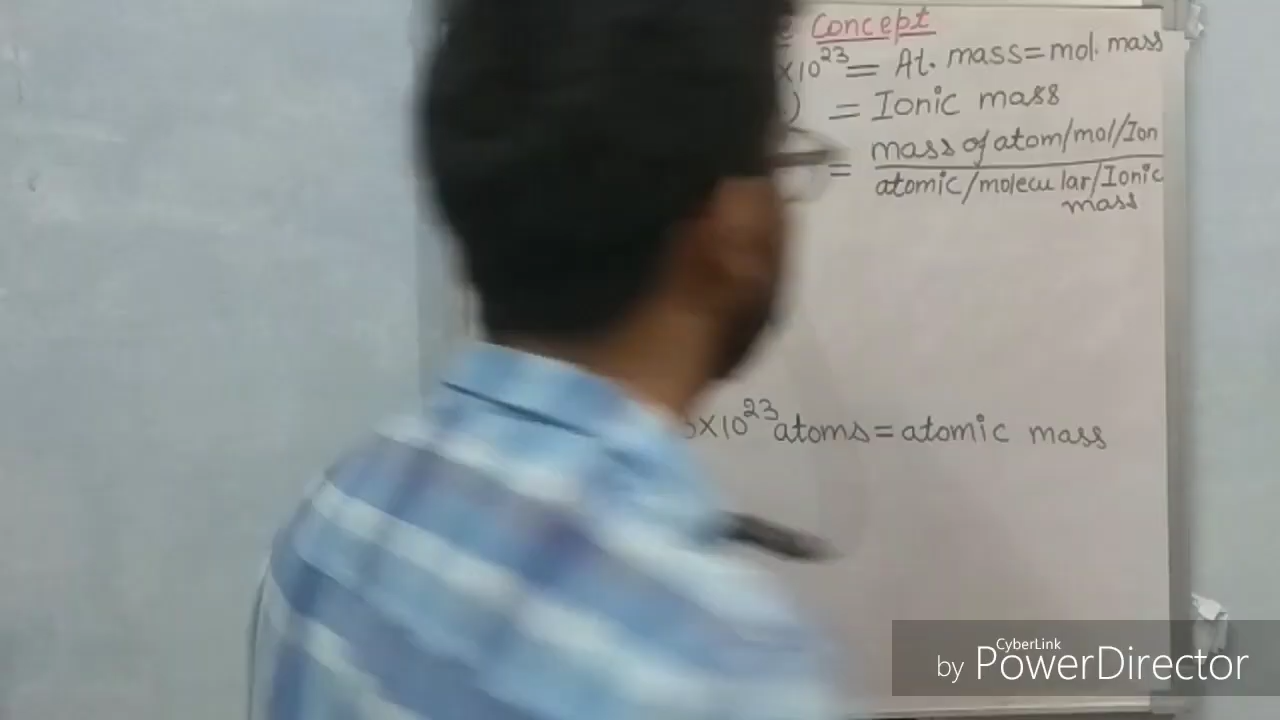 Concept
×10²³ = At. mass=mol. mass
) = Ionic mass
= mass of atom/mol/Ion
atomic/molecular/Ionic
mass
×10²³ atoms = atomic mass
CyberLink
by PowerDirector